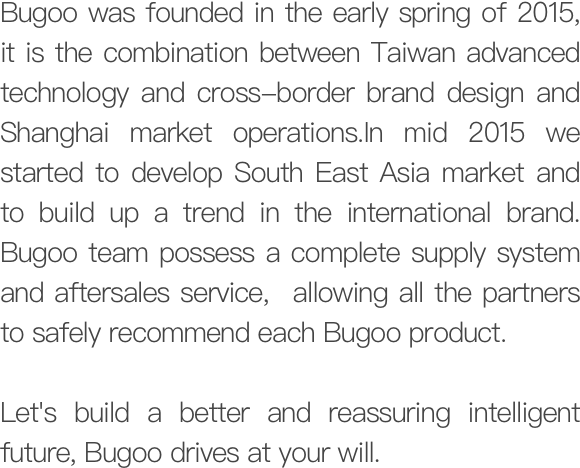 Bugoo was founded in the early spring of 2015,
it is the combination between Taiwan advanced
technology and cross-border brand design and
Shanghai market operations.In mid 2015 we
started to develop South East Asia market and
to build up a trend in the international brand.
Bugoo team possess a complete supply system
and aftersales service,  allowing all the partners
to safely recommend each Bugoo product.

Let's build a better and reassuring intelligent
future, Bugoo drives at your will.